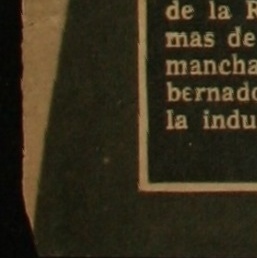 de la R
mas de
mancha
bernado
la indu